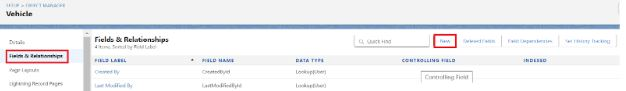 SETUP > OBJECT MANAGER
Vehicle
Details
Fields & Relationships
Page Layouts
Lightning Record Pages
Fields & Relationships
4 Items, Sorted by Field Label
Quick Find
New
Deleted Fields
Field Dependencies
Set History Tracking
FIELD LABEL FIELD NAME DATA TYPE CONTROLLING FIELD INDEXED
Created By CreatedById Lookup(User)
Controlling Field
Last Modified By LastModifiedById Lookup(User)